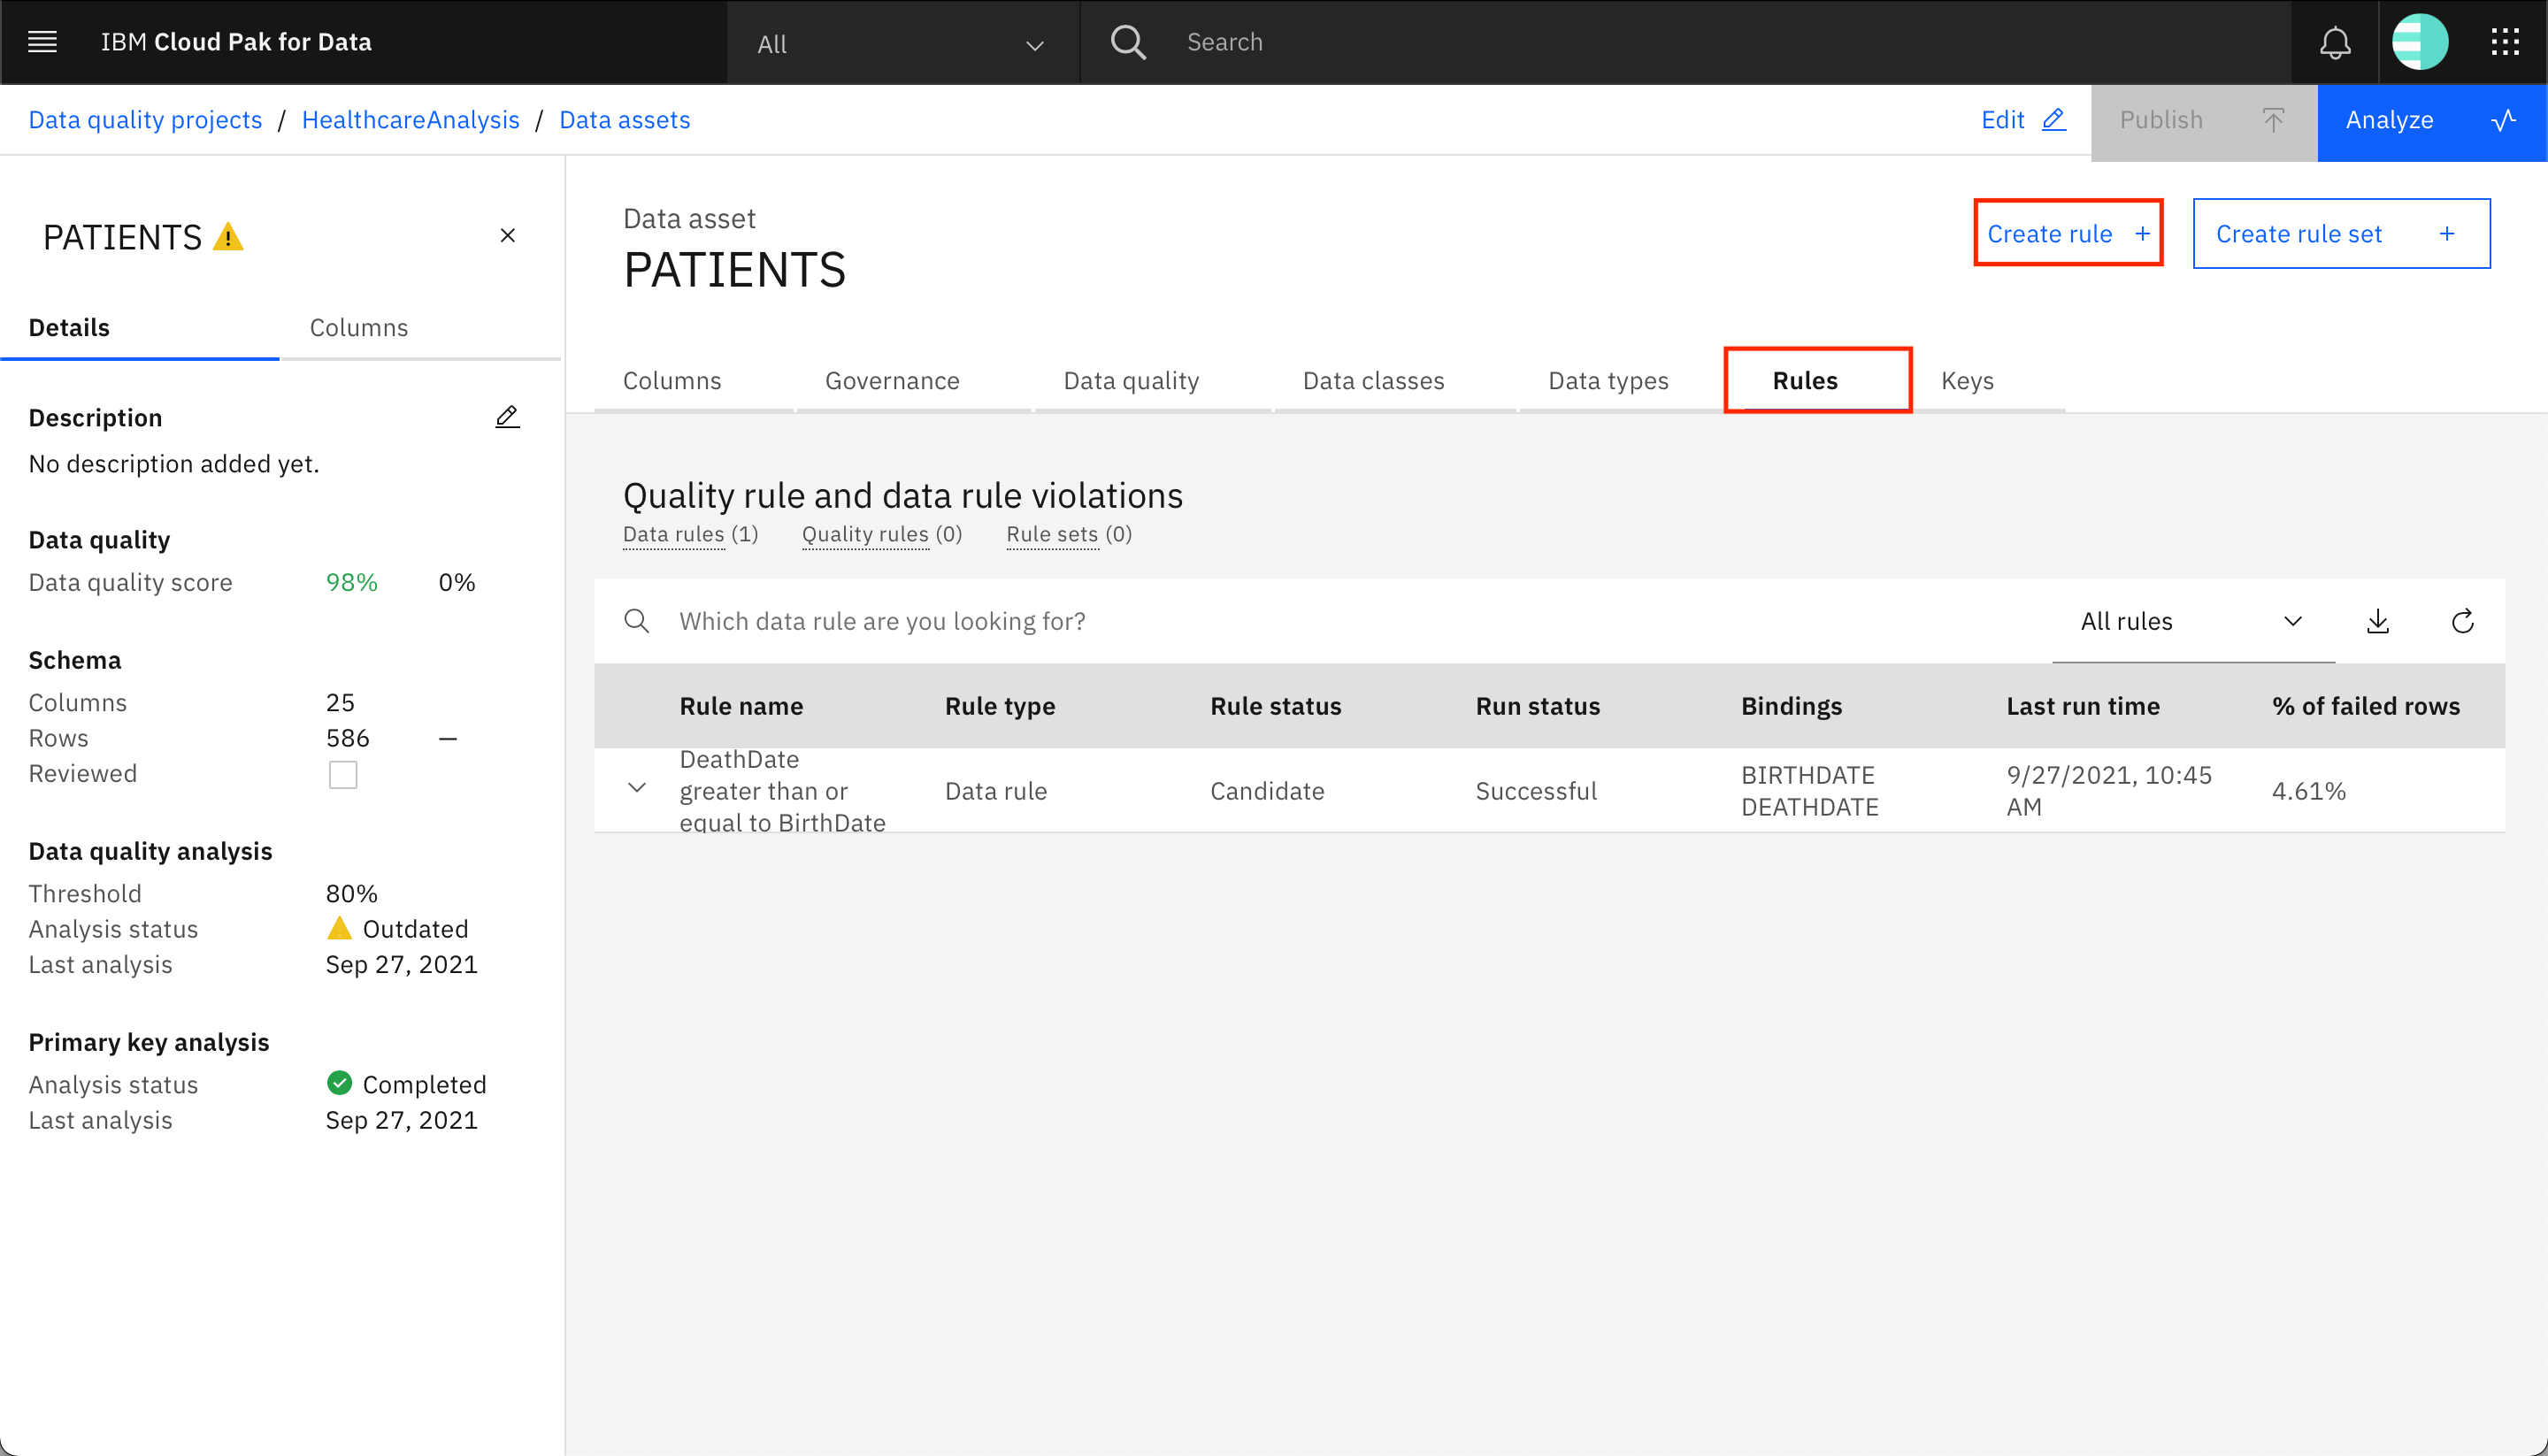 IBM Cloud Pak for Data
All
Search
Data quality projects / HealthcareAnalysis / Data assets
Edit
Publish
Analyze
PATIENTS
Details
Columns
Description
No description added yet.
Data quality
Data quality score 98% 0%
Schema
Columns 25
Rows 586 —
Reviewed
Data quality analysis
Threshold 80%
Analysis status Outdated
Last analysis Sep 27, 2021
Primary key analysis
Analysis status Completed
Last analysis Sep 27, 2021
Data asset
PATIENTS
Create rule +
Create rule set +
Columns Governance Data quality Data classes Data types Rules Keys
Quality rule and data rule violations
Data rules (1) Quality rules (0) Rule sets (0)
Which data rule are you looking for?
All rules
Rule name Rule type Rule status Run status Bindings Last run time % of failed rows
DeathDate
greater than or
equal to BirthDate
Data rule
Candidate
Successful
BIRTHDATE
DEATHDATE
9/27/2021, 10:45
AM
4.61%